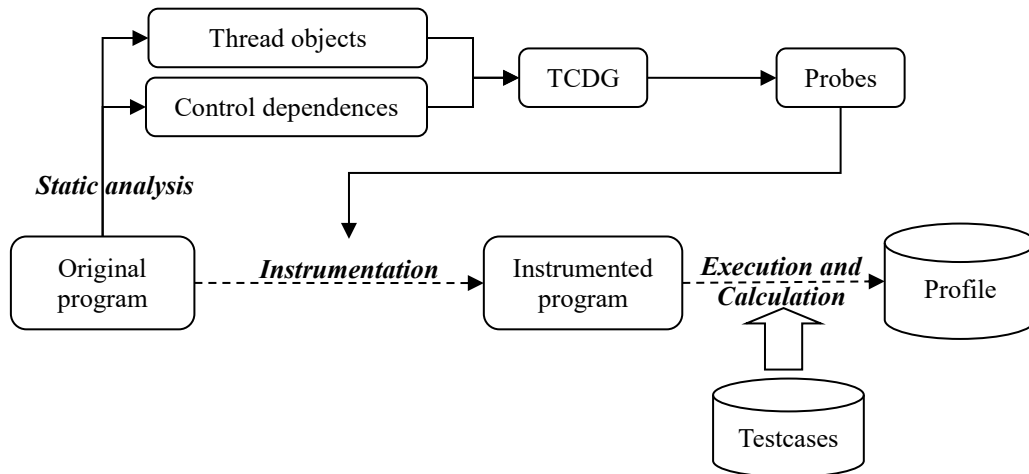 Thread objects
TCDG
Probes
Control dependences
Static analysis
Original
program
Instrumentation
Instrumented
program
Execution and
Calculation
Profile
Testcases